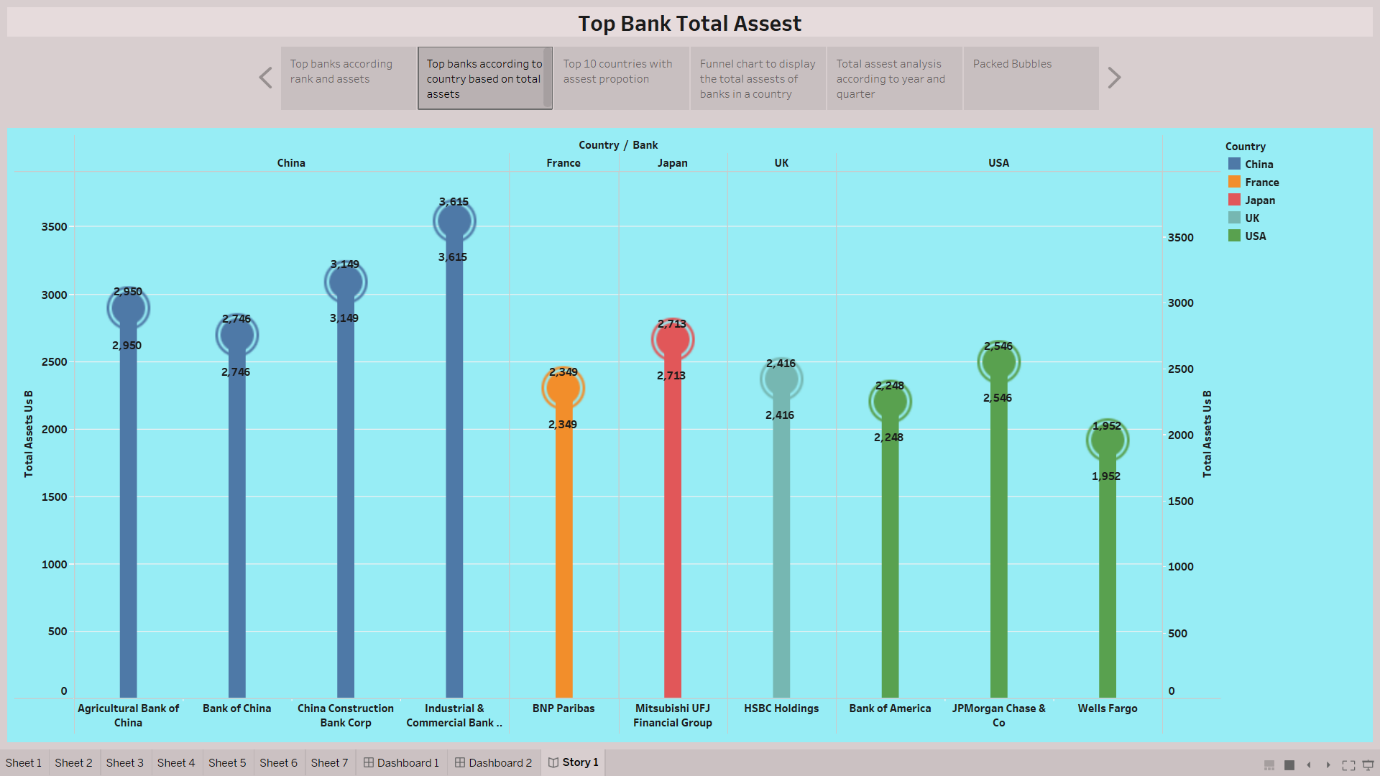 Top Bank Total Assest
Top banks according
rank and assets
Top banks according to
country based on total
assets
Top 10 countries with
assest propotion
Funnel chart to display
the total assests of
banks in a country
Total assest analysis
according to year and
quarter
Packed Bubbles
Country / Bank
China
France
Japan
UK
USA
Country
China
France
Japan
UK
USA
Total Assets Us B
3500
3000
2500
2000
1500
1000
500
0
2,950
2,950
2,746
2,746
3,149
3,149
3,615
3,615
2,349
2,349
2,713
2,713
2,416
2,416
2,248
2,248
2,546
2,546
1,952
1,952
3500
3000
2500
2000
1500
1000
500
0
Total Assets Us B
Agricultural Bank of
China
Bank of China
China Construction
Bank Corp
Industrial &
Commercial Bank ..
BNP Paribas
Mitsubishi UFJ
Financial Group
HSBC Holdings
Bank of America
JPMorgan Chase &
Co
Wells Fargo
Sheet 1
Sheet 2
Sheet 3
Sheet 4
Sheet 5
Sheet 6
Sheet 7
Dashboard 1
Dashboard 2
Story 1